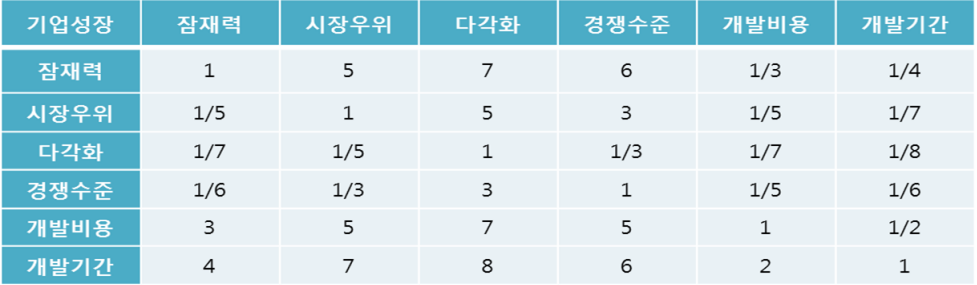 기업성장 잠재력 시장우위 다각화 경쟁수준 개발비용 개발기간
잠재력 1 5 7 6 1/3 1/4
시장우위 1/5 1 5 3 1/5 1/7
다각화 1/7 1/5 1 1/3 1/7 1/8
경쟁수준 1/6 1/3 3 1 1/5 1/6
개발비용 3 5 7 5 1 1/2
개발기간 4 7 8 6 2 1